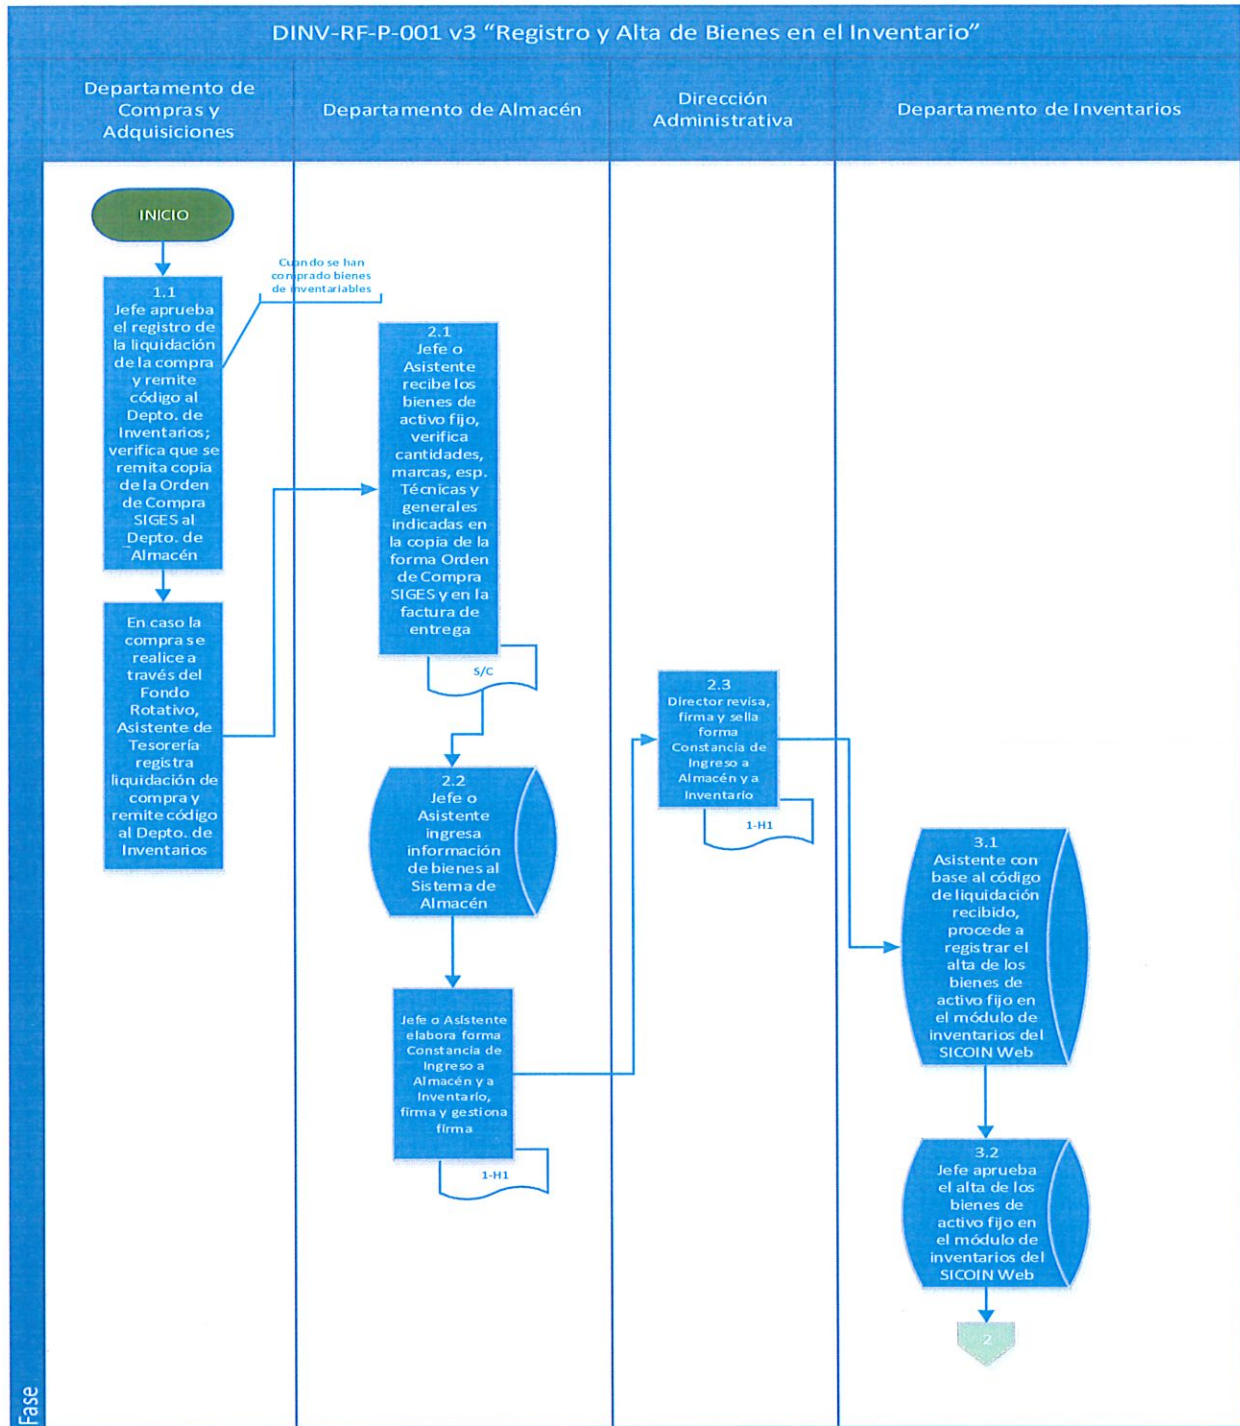 DINV-RF-P-001 v3 "Registro y Alta de Bienes en el Inventario"
Departamento de
Compras y
Adquisiciones
Departamento de Almacén
Dirección
Administrativa
Departamento de Inventarios
INICIO
Cuando se han
comprado bienes
de inventariables
1.1
Jefe aprueba
el registro de
la liquidación
de la compra
y remite
código al
Depto. de
Inventarios;
verifica que se
remita copia
de la Orden
de Compra
SIGES al
Depto. de
Almacén
En caso la
compra se
realice a
través del
Fondo
Rotativo,
Asistente de
Tesorería
registra
liquidación de
compra y
remite código
al Depto. de
Inventarios
2.1
Jefe o
Asistente
recibe los
bienes de
activo fijo,
verifica
cantidades,
marcas, esp.
Técnicas y
generales
indicadas en
la copia de la
forma Orden
de Compra
SIGES y en la
factura de
entrega
S/C
2.2
Jefe o
Asistente
ingresa
información
de bienes al
Sistema de
Almacén
Jefe o Asistente
elabora forma
Constancia de
Ingreso a
Almacén y a
Inventario,
firma y gestiona
firma
1-H1
2.3
Director revisa,
firma y sella
forma
Constancia de
Ingreso a
Almacén y a
Inventario
1-H1
3.1
Asistente con
base al código
de liquidación
recibido,
procede a
registrar el
alta de los
bienes de
activo fijo en
el módulo de
inventarios del
SICOIN Web
3.2
Jefe aprueba
el alta de los
bienes de
activo fijo en
el módulo de
inventarios del
SICOIN Web
2
Fase